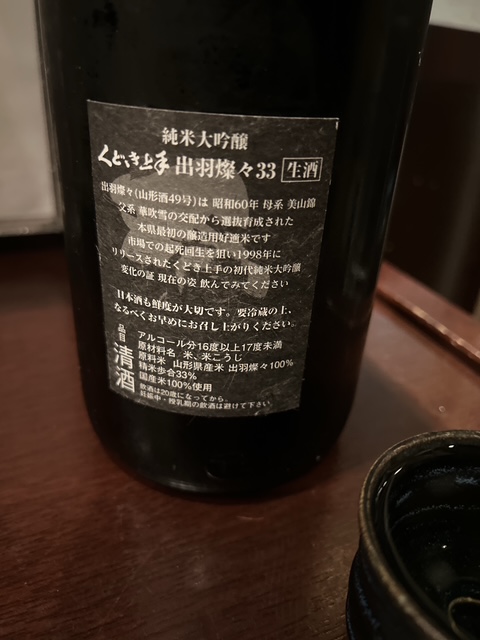 純米大吟醸
くどき上手 出羽燦々33 生酒
出羽燦々(山形酒49号)は 昭和60年 母系 美山錦
父系 華吹雪の交配から選抜育成された
本県最初の醸造用好適米です
市場での起死回生を狙い1998年に
リリースされたくどき上手の初代純米大吟醸
変化の証 現在の姿 飲んでみてください
日本酒も鮮度が大切です。要冷蔵の上、
なるべくお早めにお召し上がりください。
品目
清酒
アルコール分16度以上17度未満
原材料名 米、米こうじ
原料米 山形県産米 出羽燦々100%
精米歩合33%
国産米100%使用
飲酒は20歳になってから。
妊娠中・授乳期の飲酒は避けて下さい。